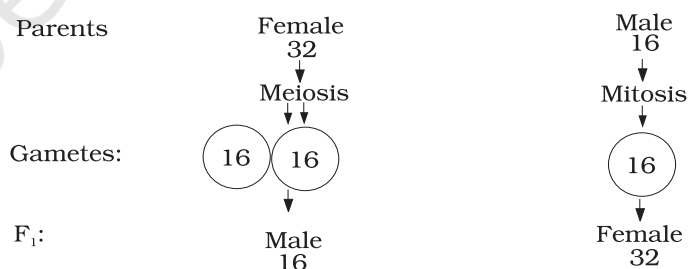 Parents Female Male
32 16
Meiosis Mitosis
Gametes: 16 16 16
F₁: Male Female
16 32